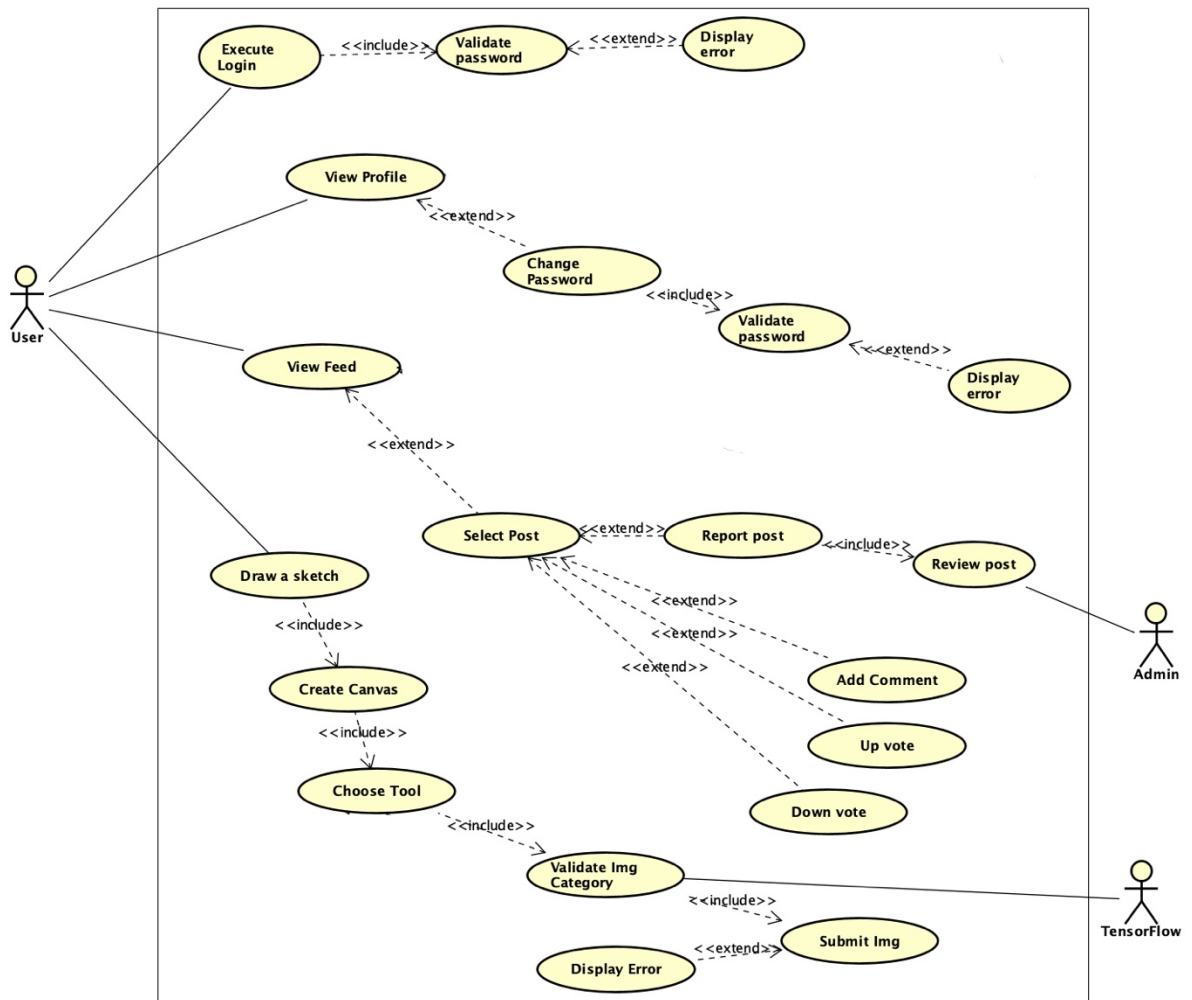 Execute
Login
<<include>>
Validate
password
<<extend>>
Display
error
View Profile
<<extend>>
Change
Password
<<include>>
Validate
password
<<extend>>
Display
error
User
View Feed
<<extend>>
Select Post
<<extend>>
Report post
<<include>>
Review post
Admin
Draw a sketch
<<include>>
<<extend>>
<<extend>>
<<extend>>
Add Comment
Up vote
Down vote
Create Canvas
<<include>>
Choose Tool
<<include>>
Validate Img
Category
TensorFlow
<<include>>
Submit Img
<<extend>>
Display Error